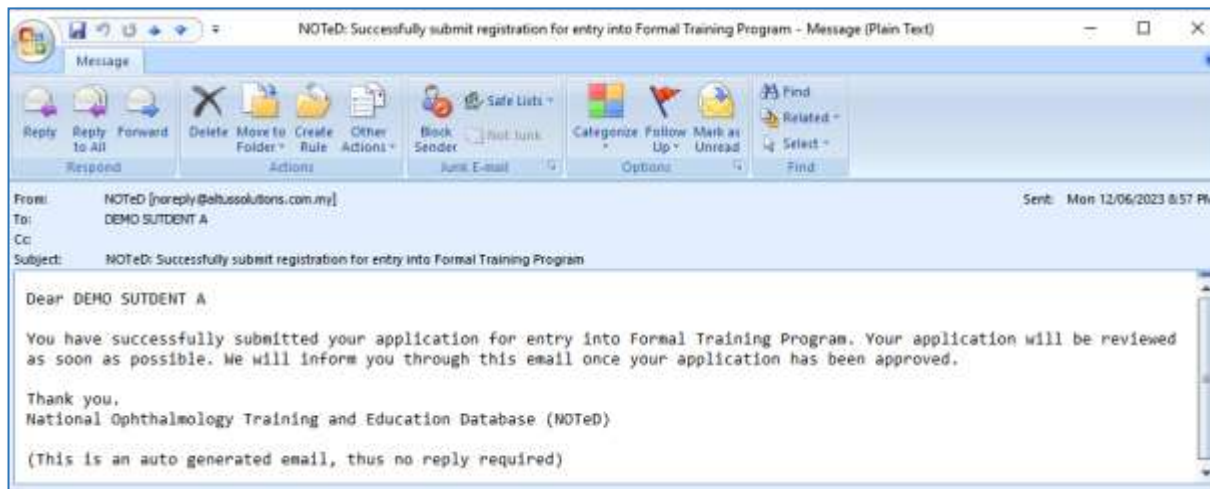 NOTeD: Successfully submit registration for entry into Formal Training Program - Message (Plain Text)
Message
Reply
Reply to All
Forward
Delete
Move to Folder
Create Rule
Other Actions
Block Sender
Safe Lists
Not Junk
Categorize
Follow Up
Mark as Unread
Find
Related
Select
Respond
Actions
Junk E-mail
Options
Find
From: NOTeD [noreply@altussolutions.com.my]
Sent: Mon 12/06/2023 8:57 PM
To: DEMO SUTDENT A
Cc:
Subject: NOTeD: Successfully submit registration for entry into Formal Training Program
Dear DEMO SUTDENT A
You have successfully submitted your application for entry into Formal Training Program. Your application will be reviewed
as soon as possible. We will inform you through this email once your application has been approved.
Thank you.
National Ophthalmology Training and Education Database (NOTeD)
(This is an auto generated email, thus no reply required)